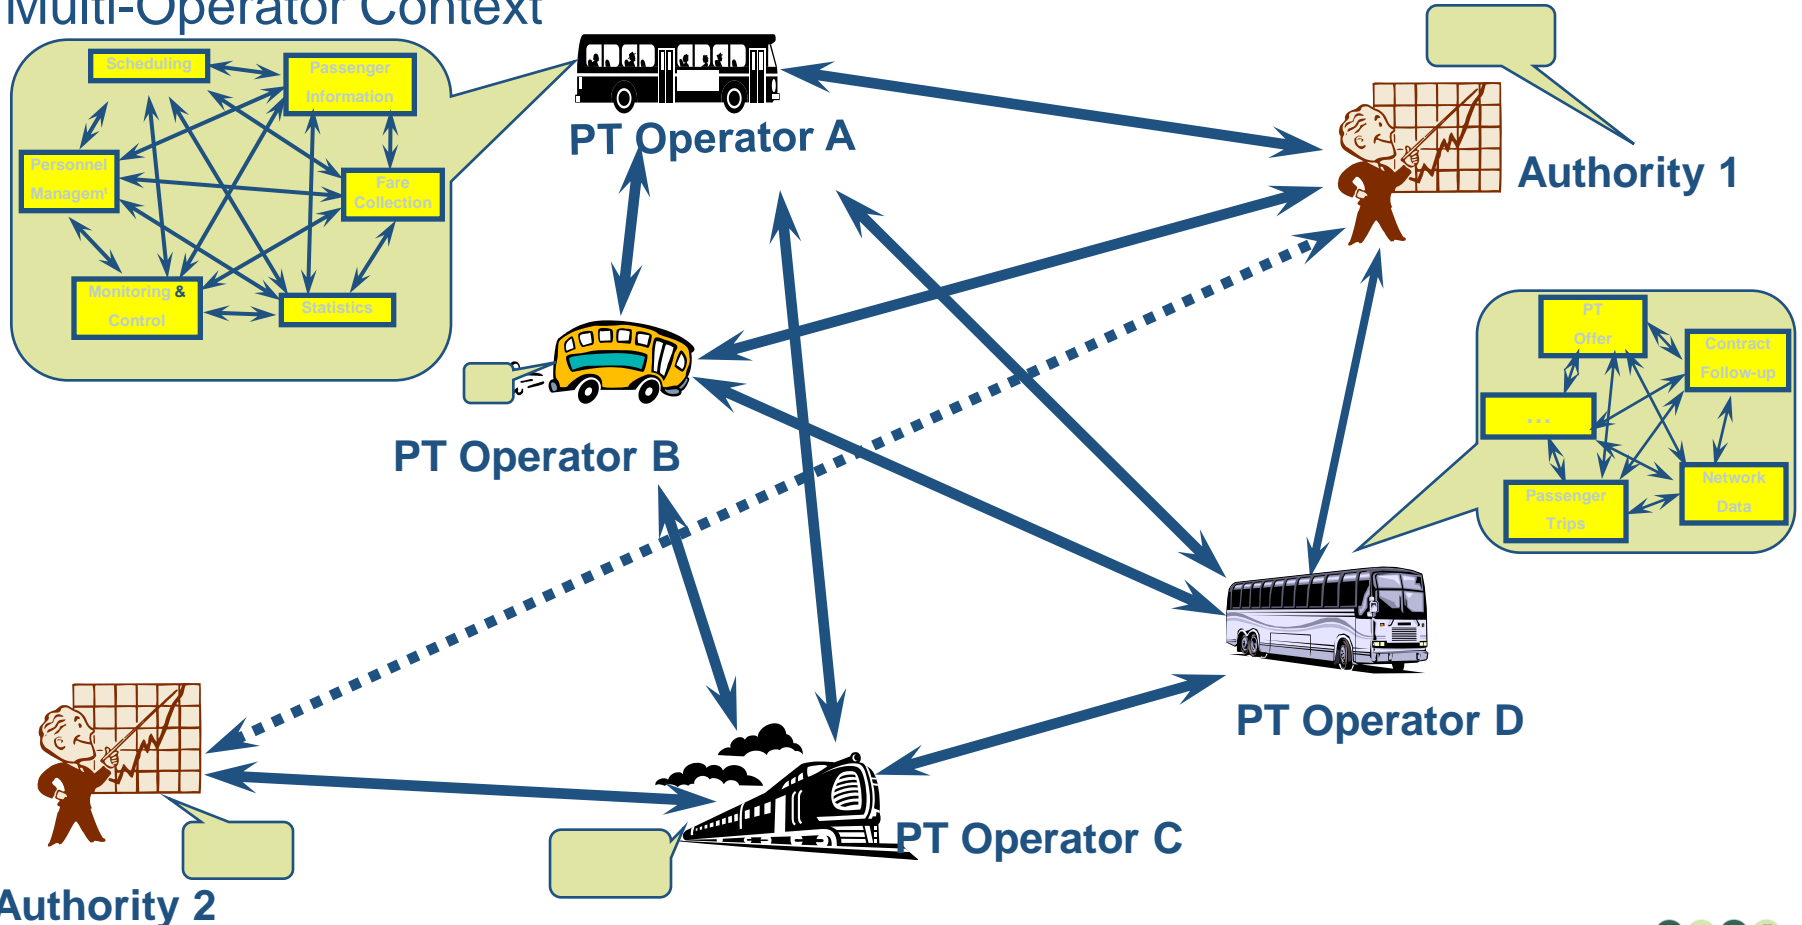 Multi-Operator Context
Scheduling
Passenger
Information
Personnel
Managemᵗ
Fare
Collection
Monitoring &
Control
Statistics
PT Operator A
Authority 1
PT
Offer
Contract
Follow-up
...
Network
Data
Passenger
Trips
PT Operator B
PT Operator D
PT Operator C
Authority 2